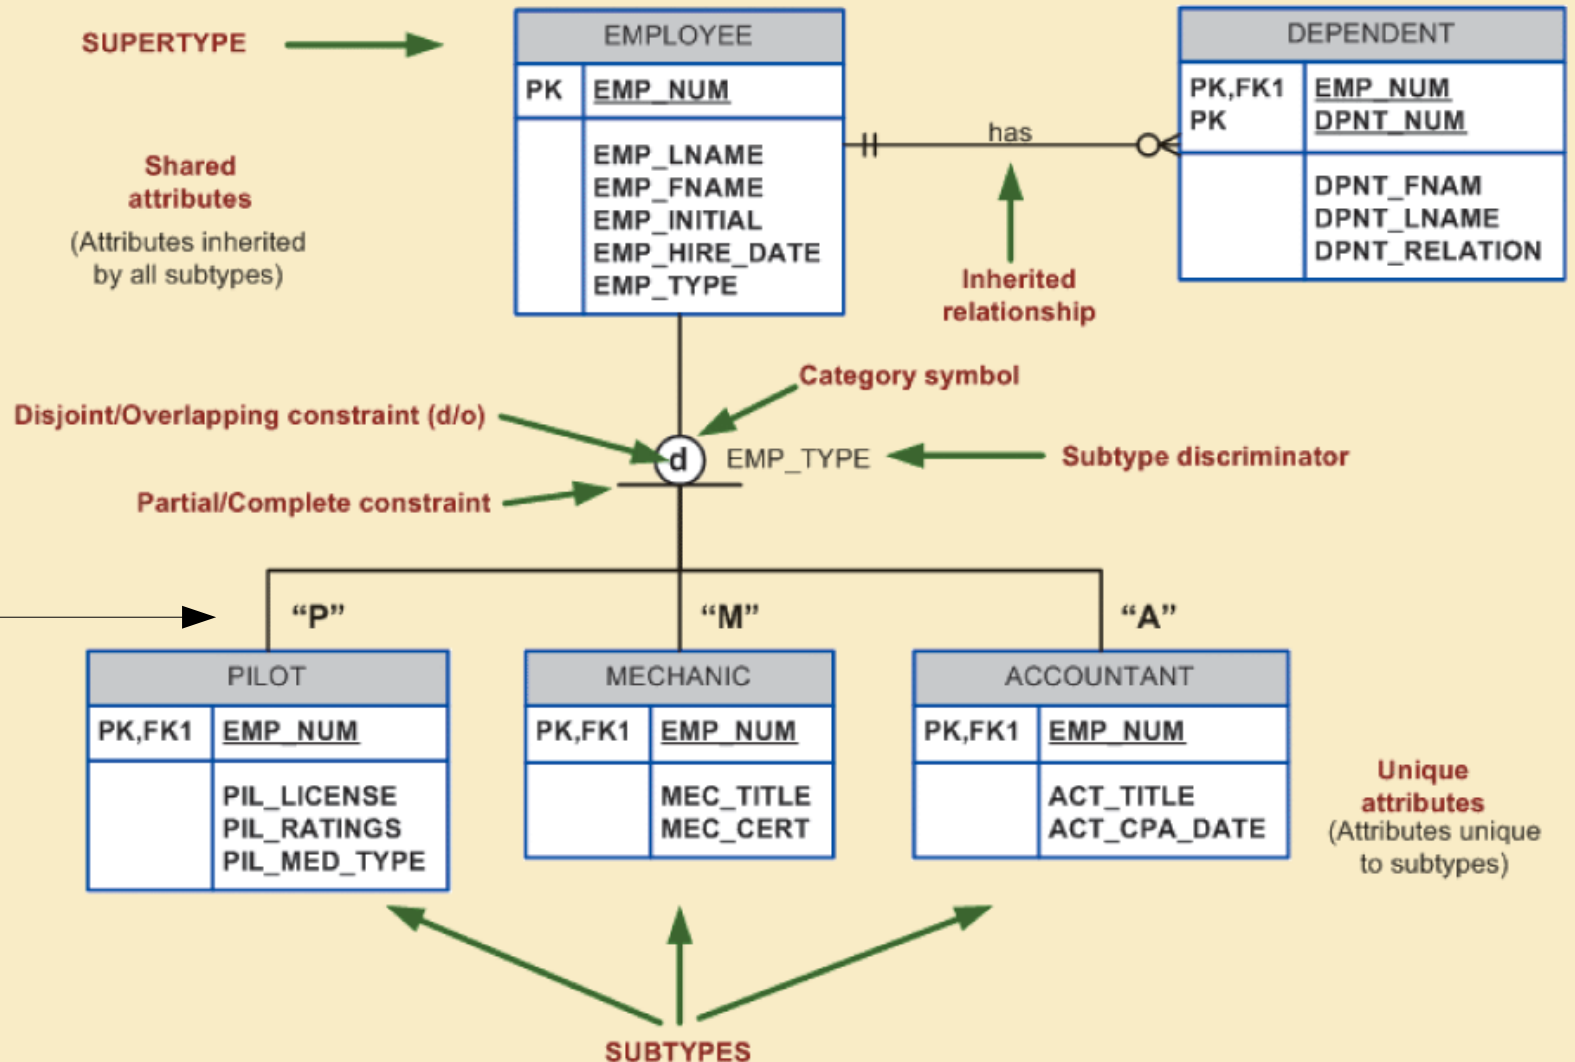 SUPERTYPE
EMPLOYEE
PK EMP_NUM
EMP_LNAME
EMP_FNAME
EMP_INITIAL
EMP_HIRE_DATE
EMP_TYPE
has
DEPENDENT
PK,FK1 EMP_NUM
PK DPNT_NUM
DPNT_FNAM
DPNT_LNAME
DPNT_RELATION
Shared
attributes
(Attributes inherited
by all subtypes)
Inherited
relationship
Category symbol
Disjoint/Overlapping constraint (d/o)
d
EMP_TYPE
Subtype discriminator
Partial/Complete constraint
“P”
“M”
“A”
PILOT
PK,FK1 EMP_NUM
PIL_LICENSE
PIL_RATINGS
PIL_MED_TYPE
MECHANIC
PK,FK1 EMP_NUM
MEC_TITLE
MEC_CERT
ACCOUNTANT
PK,FK1 EMP_NUM
ACT_TITLE
ACT_CPA_DATE
Unique
attributes
(Attributes unique
to subtypes)
SUBTYPES